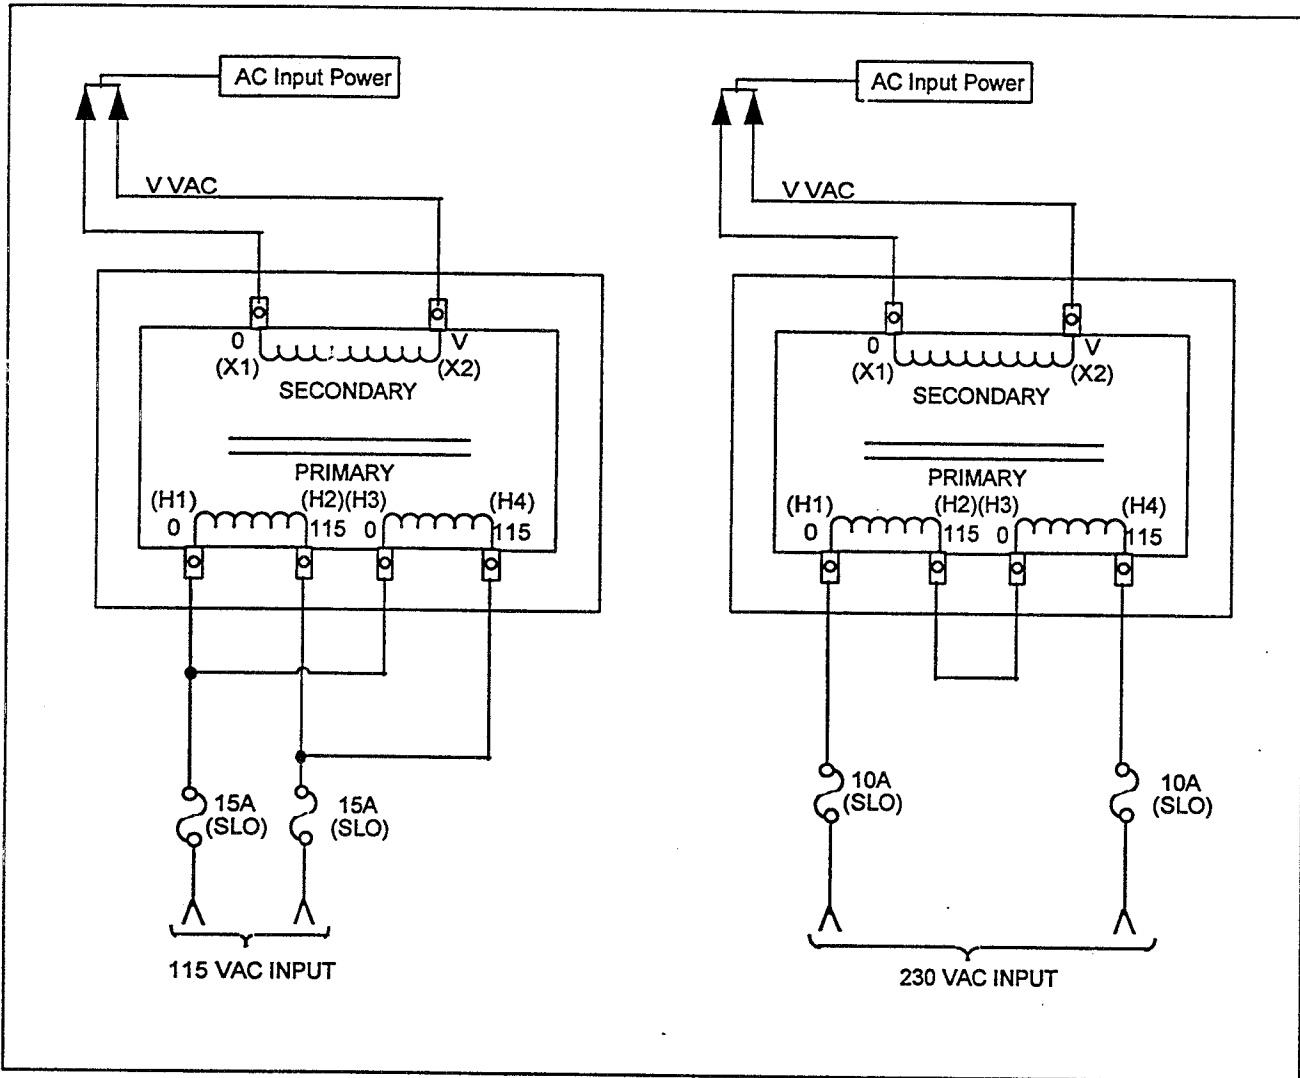 AC Input Power
V VAC
0
(X1)
V
(X2)
SECONDARY
PRIMARY
(H1)
0
(H2)(H3)
115
0
(H4)
115
15A
(SLO)
15A
(SLO)
115 VAC INPUT
AC Input Power
V VAC
0
(X1)
V
(X2)
SECONDARY
PRIMARY
(H1)
0
(H2)(H3)
115
0
(H4)
115
10A
(SLO)
10A
(SLO)
230 VAC INPUT